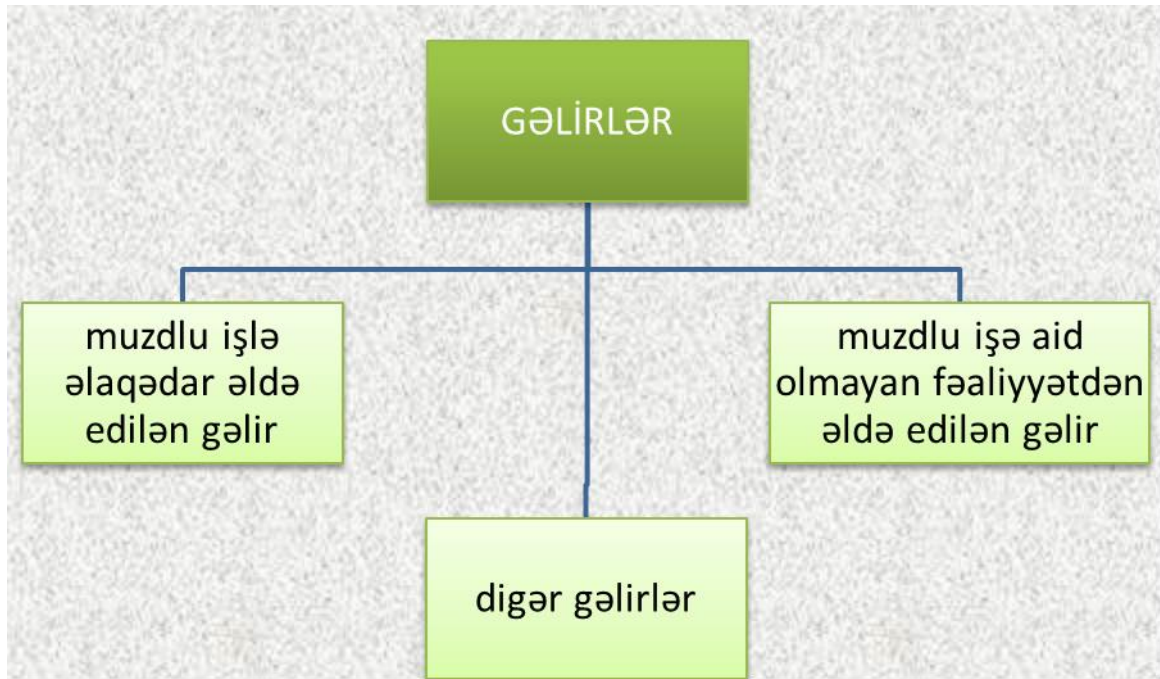 GƏLİRLƏR
muzdlu işlə
əlaqədar əldə
edilən gəlir
muzdlu işə aid
olmayan fəaliyyətdən
əldə edilən gəlir
digər gəlirlər